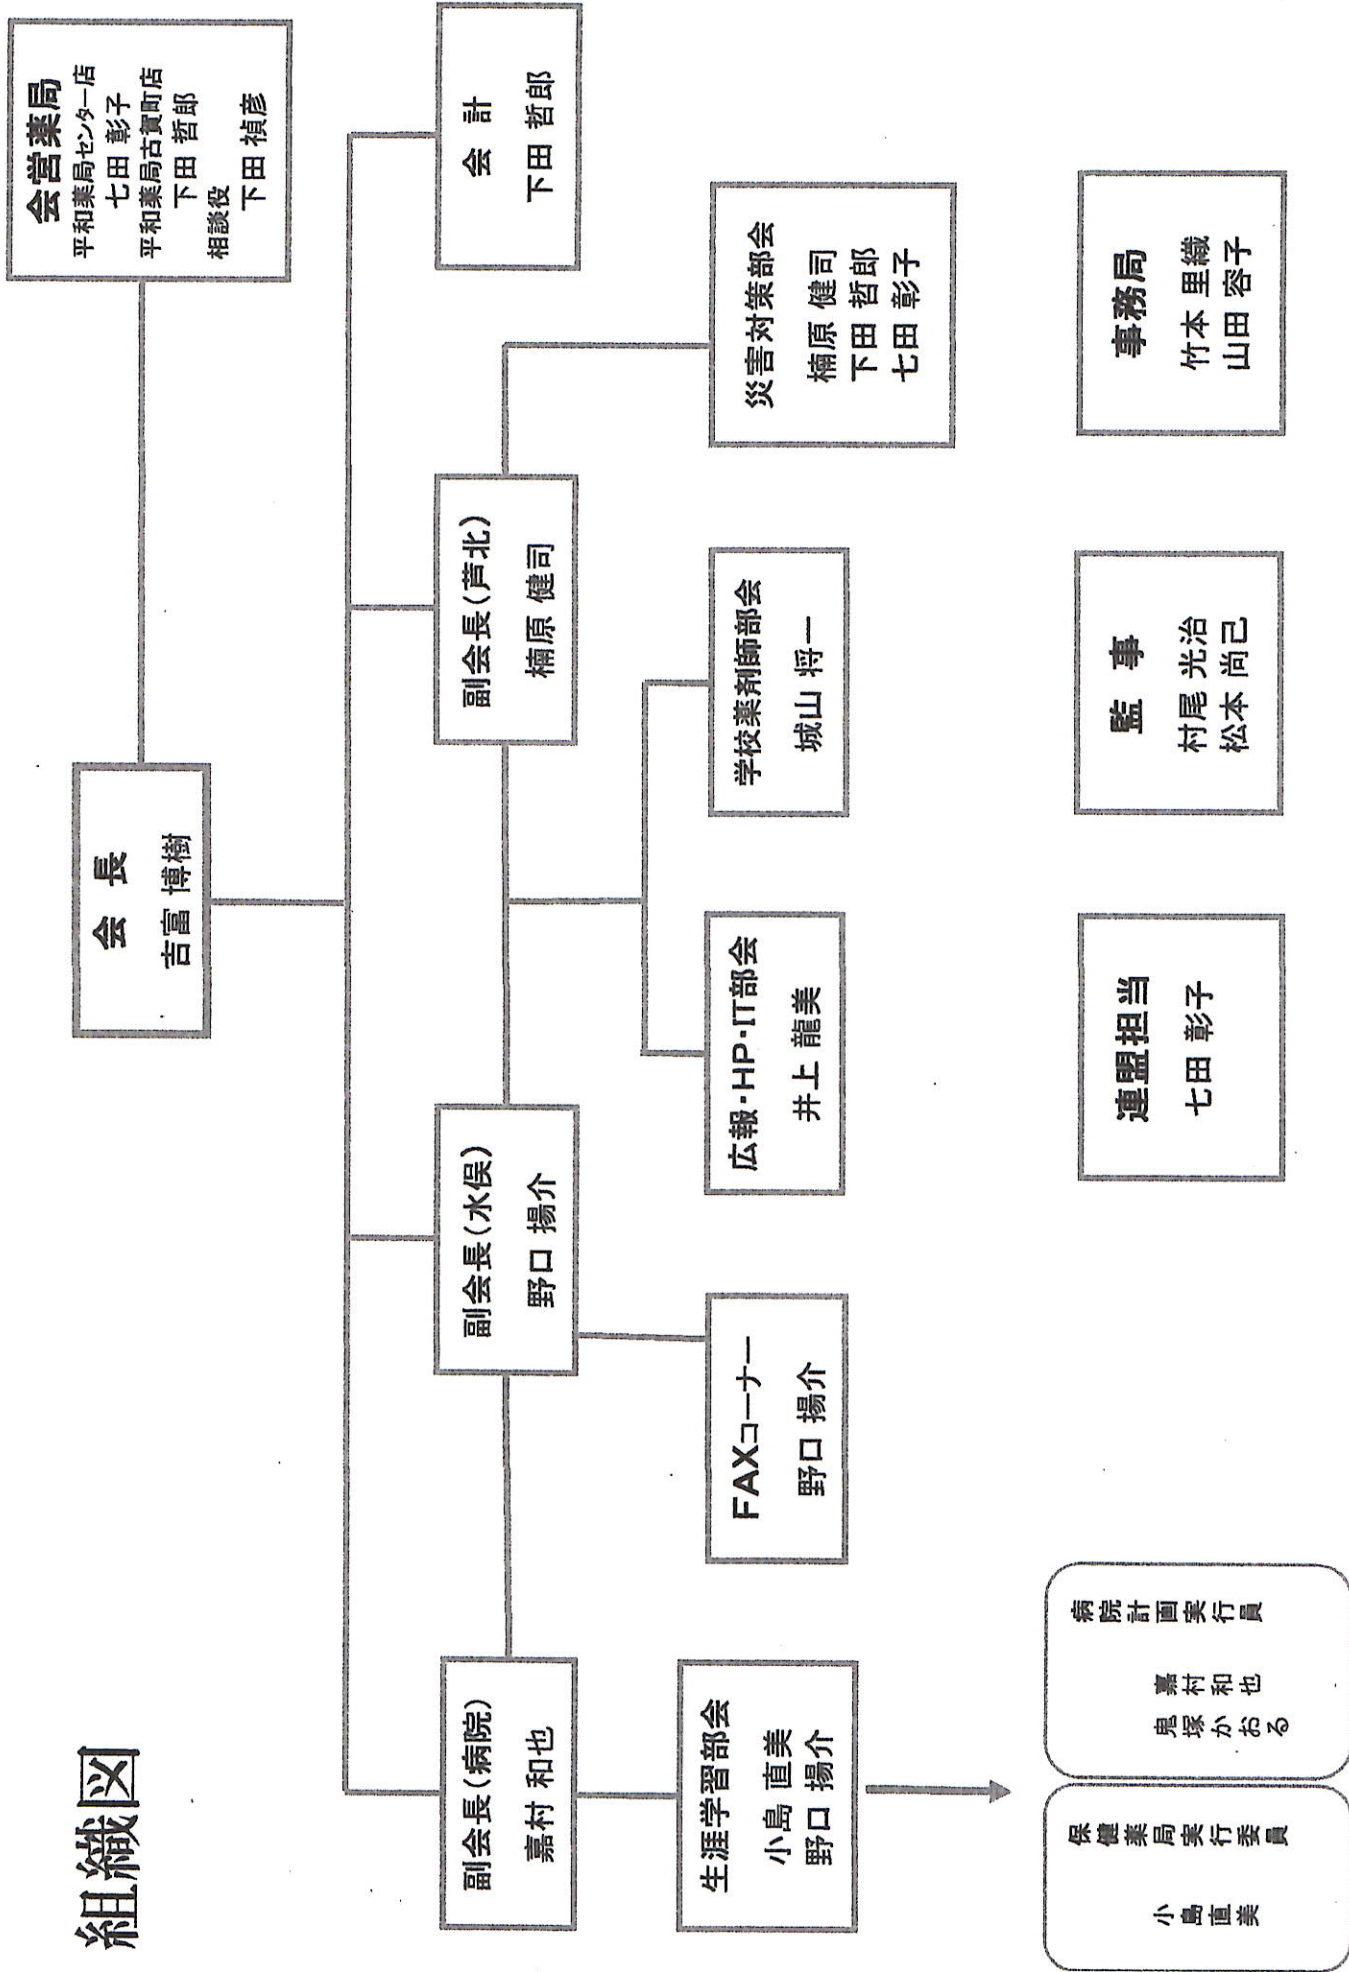 組織図
会 長
吉富 博樹
会営薬局
平和薬局センター店
七田 彰子
平和薬局古賀町店
下田 哲郎
相談役
下田 禎彦
副会長(病院)
嘉村 和也
副会長(水俣)
野口 揚介
副会長(芦北)
楠原 健司
会 計
下田 哲郎
生涯学習部会
小島 直美
野口 揚介
FAXコーナー
野口 揚介
広報・HP・IT部会
井上 龍美
学校薬剤師部会
城山 将一
災害対策部会
楠原 健司
下田 哲郎
七田 彰子
保健薬局実行委員
小島直美
病院計画実行員
嘉村和也
鬼塚かおる
連盟担当
七田 彰子
監 事
村尾 光治
松本 尚己
事務局
竹本 里織
山田 容子